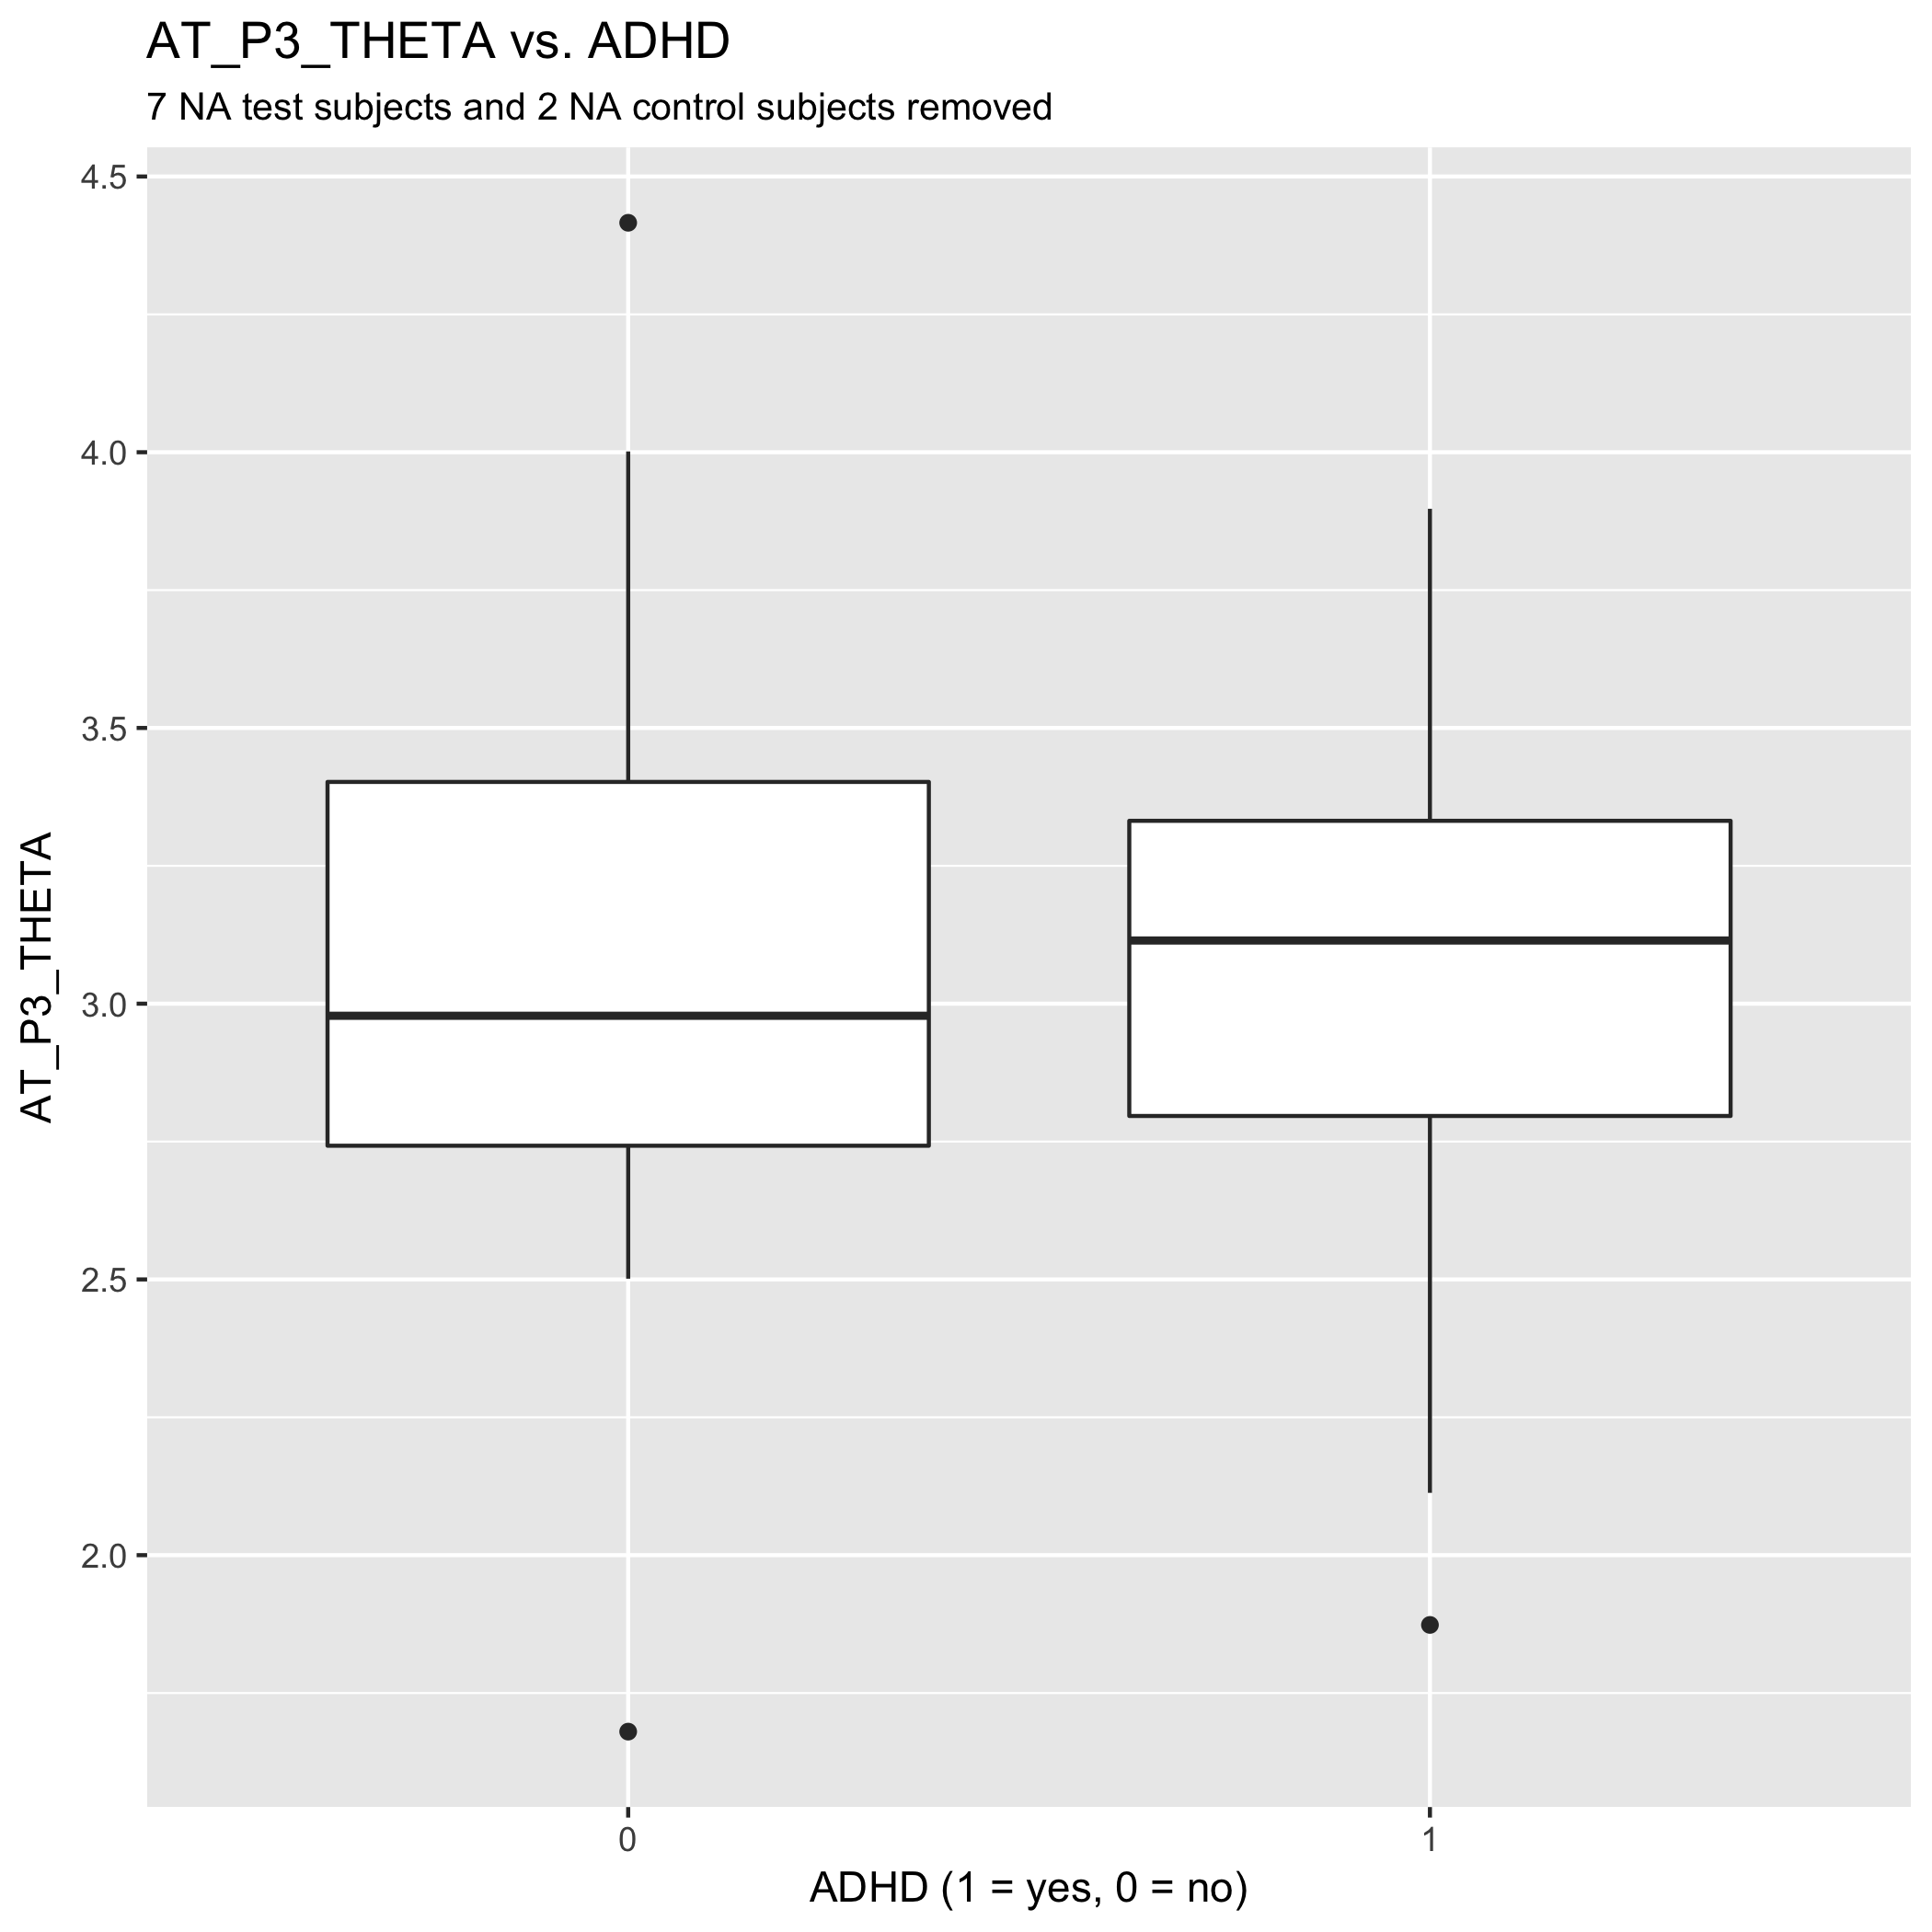 AT_P3_THETA vs. ADHD
7 NA test subjects and 2 NA control subjects removed
4.5
4.0
3.5
3.0
2.5
2.0
AT_P3_THETA
0
1
ADHD (1 = yes, 0 = no)